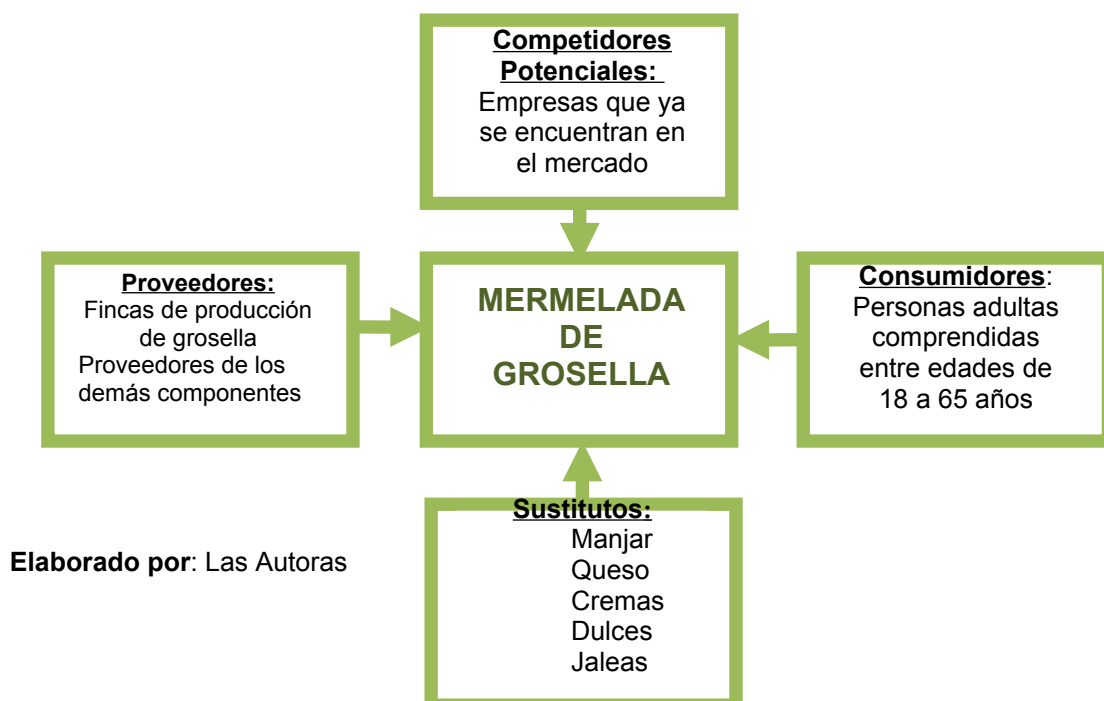 Competidores
Potenciales:
Empresas que ya
se encuentran en
el mercado
Proveedores:
Fincas de producción
de grosella
Proveedores de los
demás componentes
MERMELADA
DE
GROSELLA
Consumidores:
Personas adultas
comprendidas
entre edades de
18 a 65 años
Sustitutos:
Manjar
Queso
Cremas
Dulces
Jaleas
Elaborado por: Las Autoras